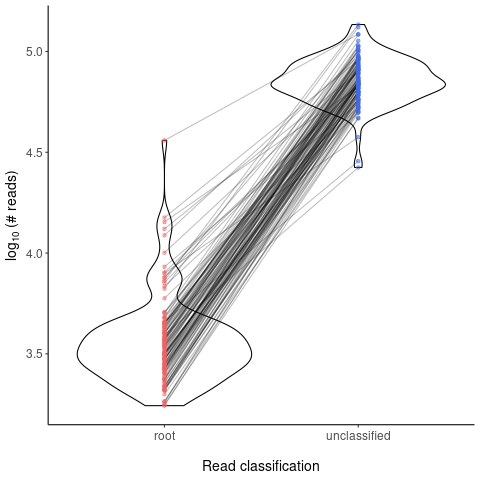 log₁₀ (# reads)
5.0
4.5
4.0
3.5
root unclassified
Read classification